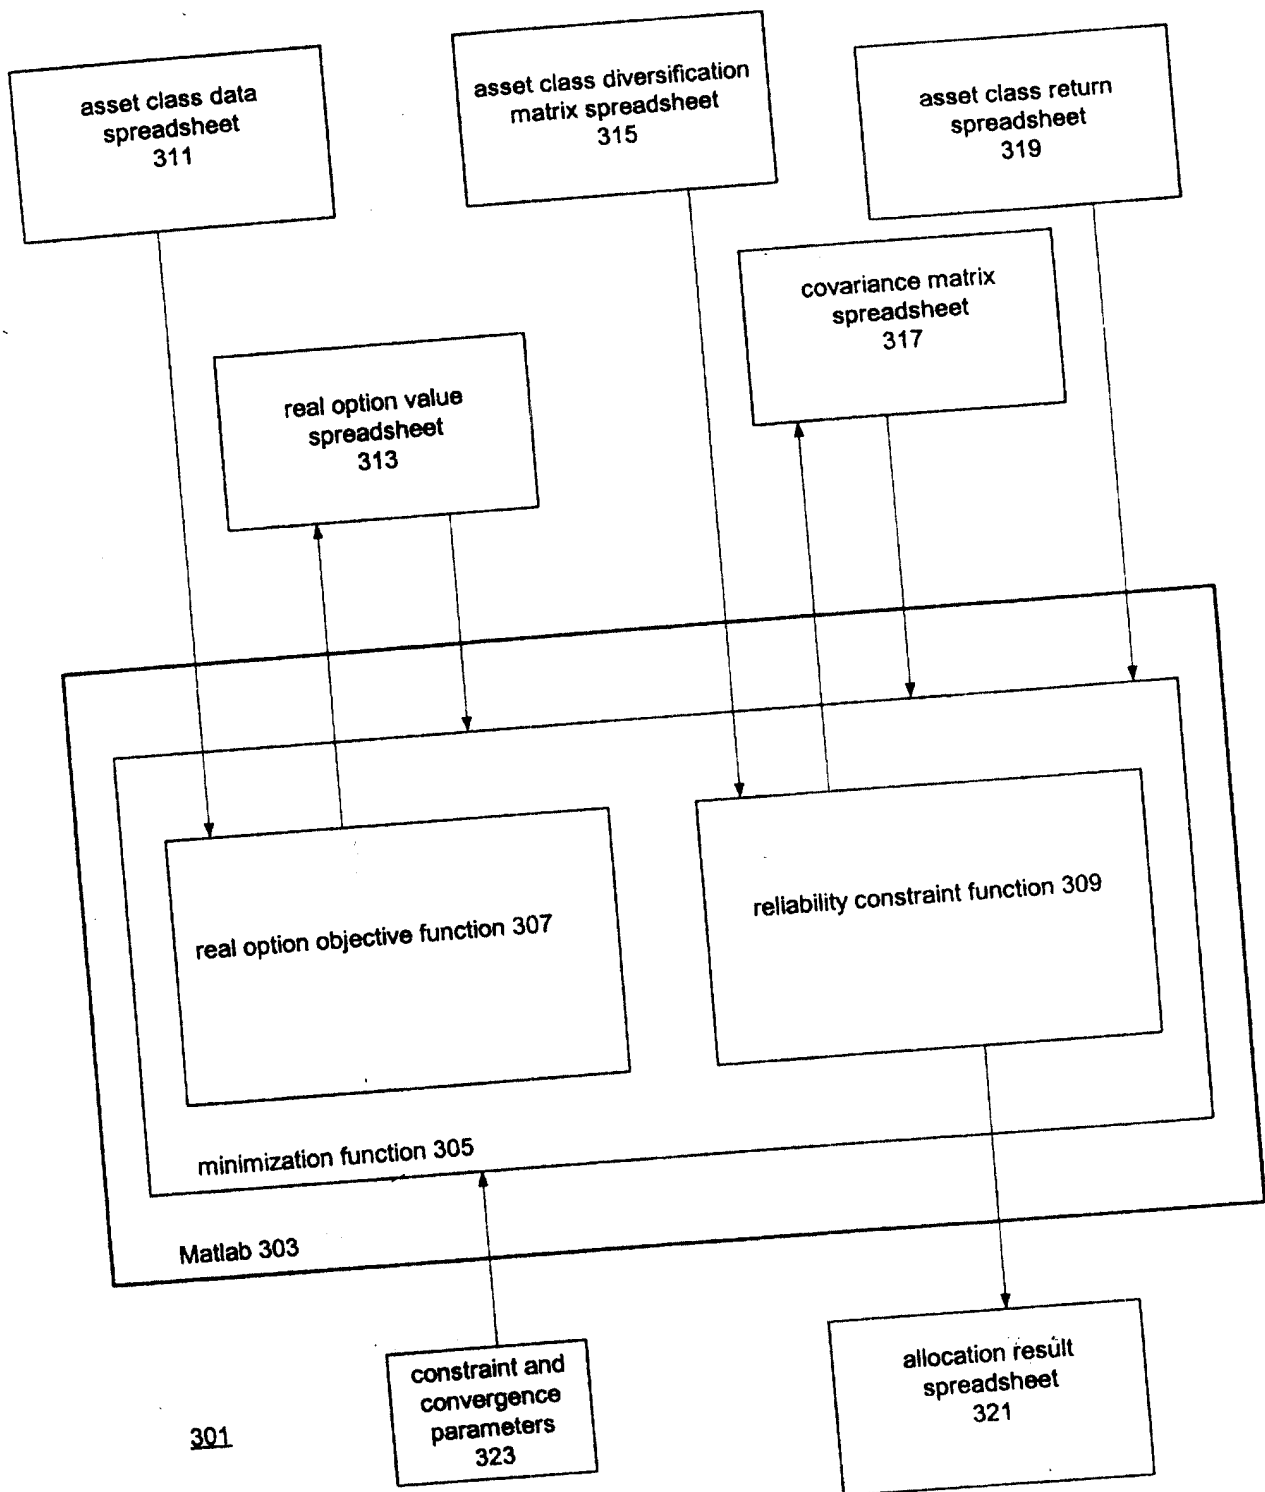 asset class data
spreadsheet
311
asset class diversification
matrix spreadsheet
315
asset class return
spreadsheet
319
covariance matrix
spreadsheet
317
real option value
spreadsheet
313
real option objective function 307
reliability constraint function 309
minimization function 305
Matlab 303
constraint and
convergence
parameters
323
allocation result
spreadsheet
321
301